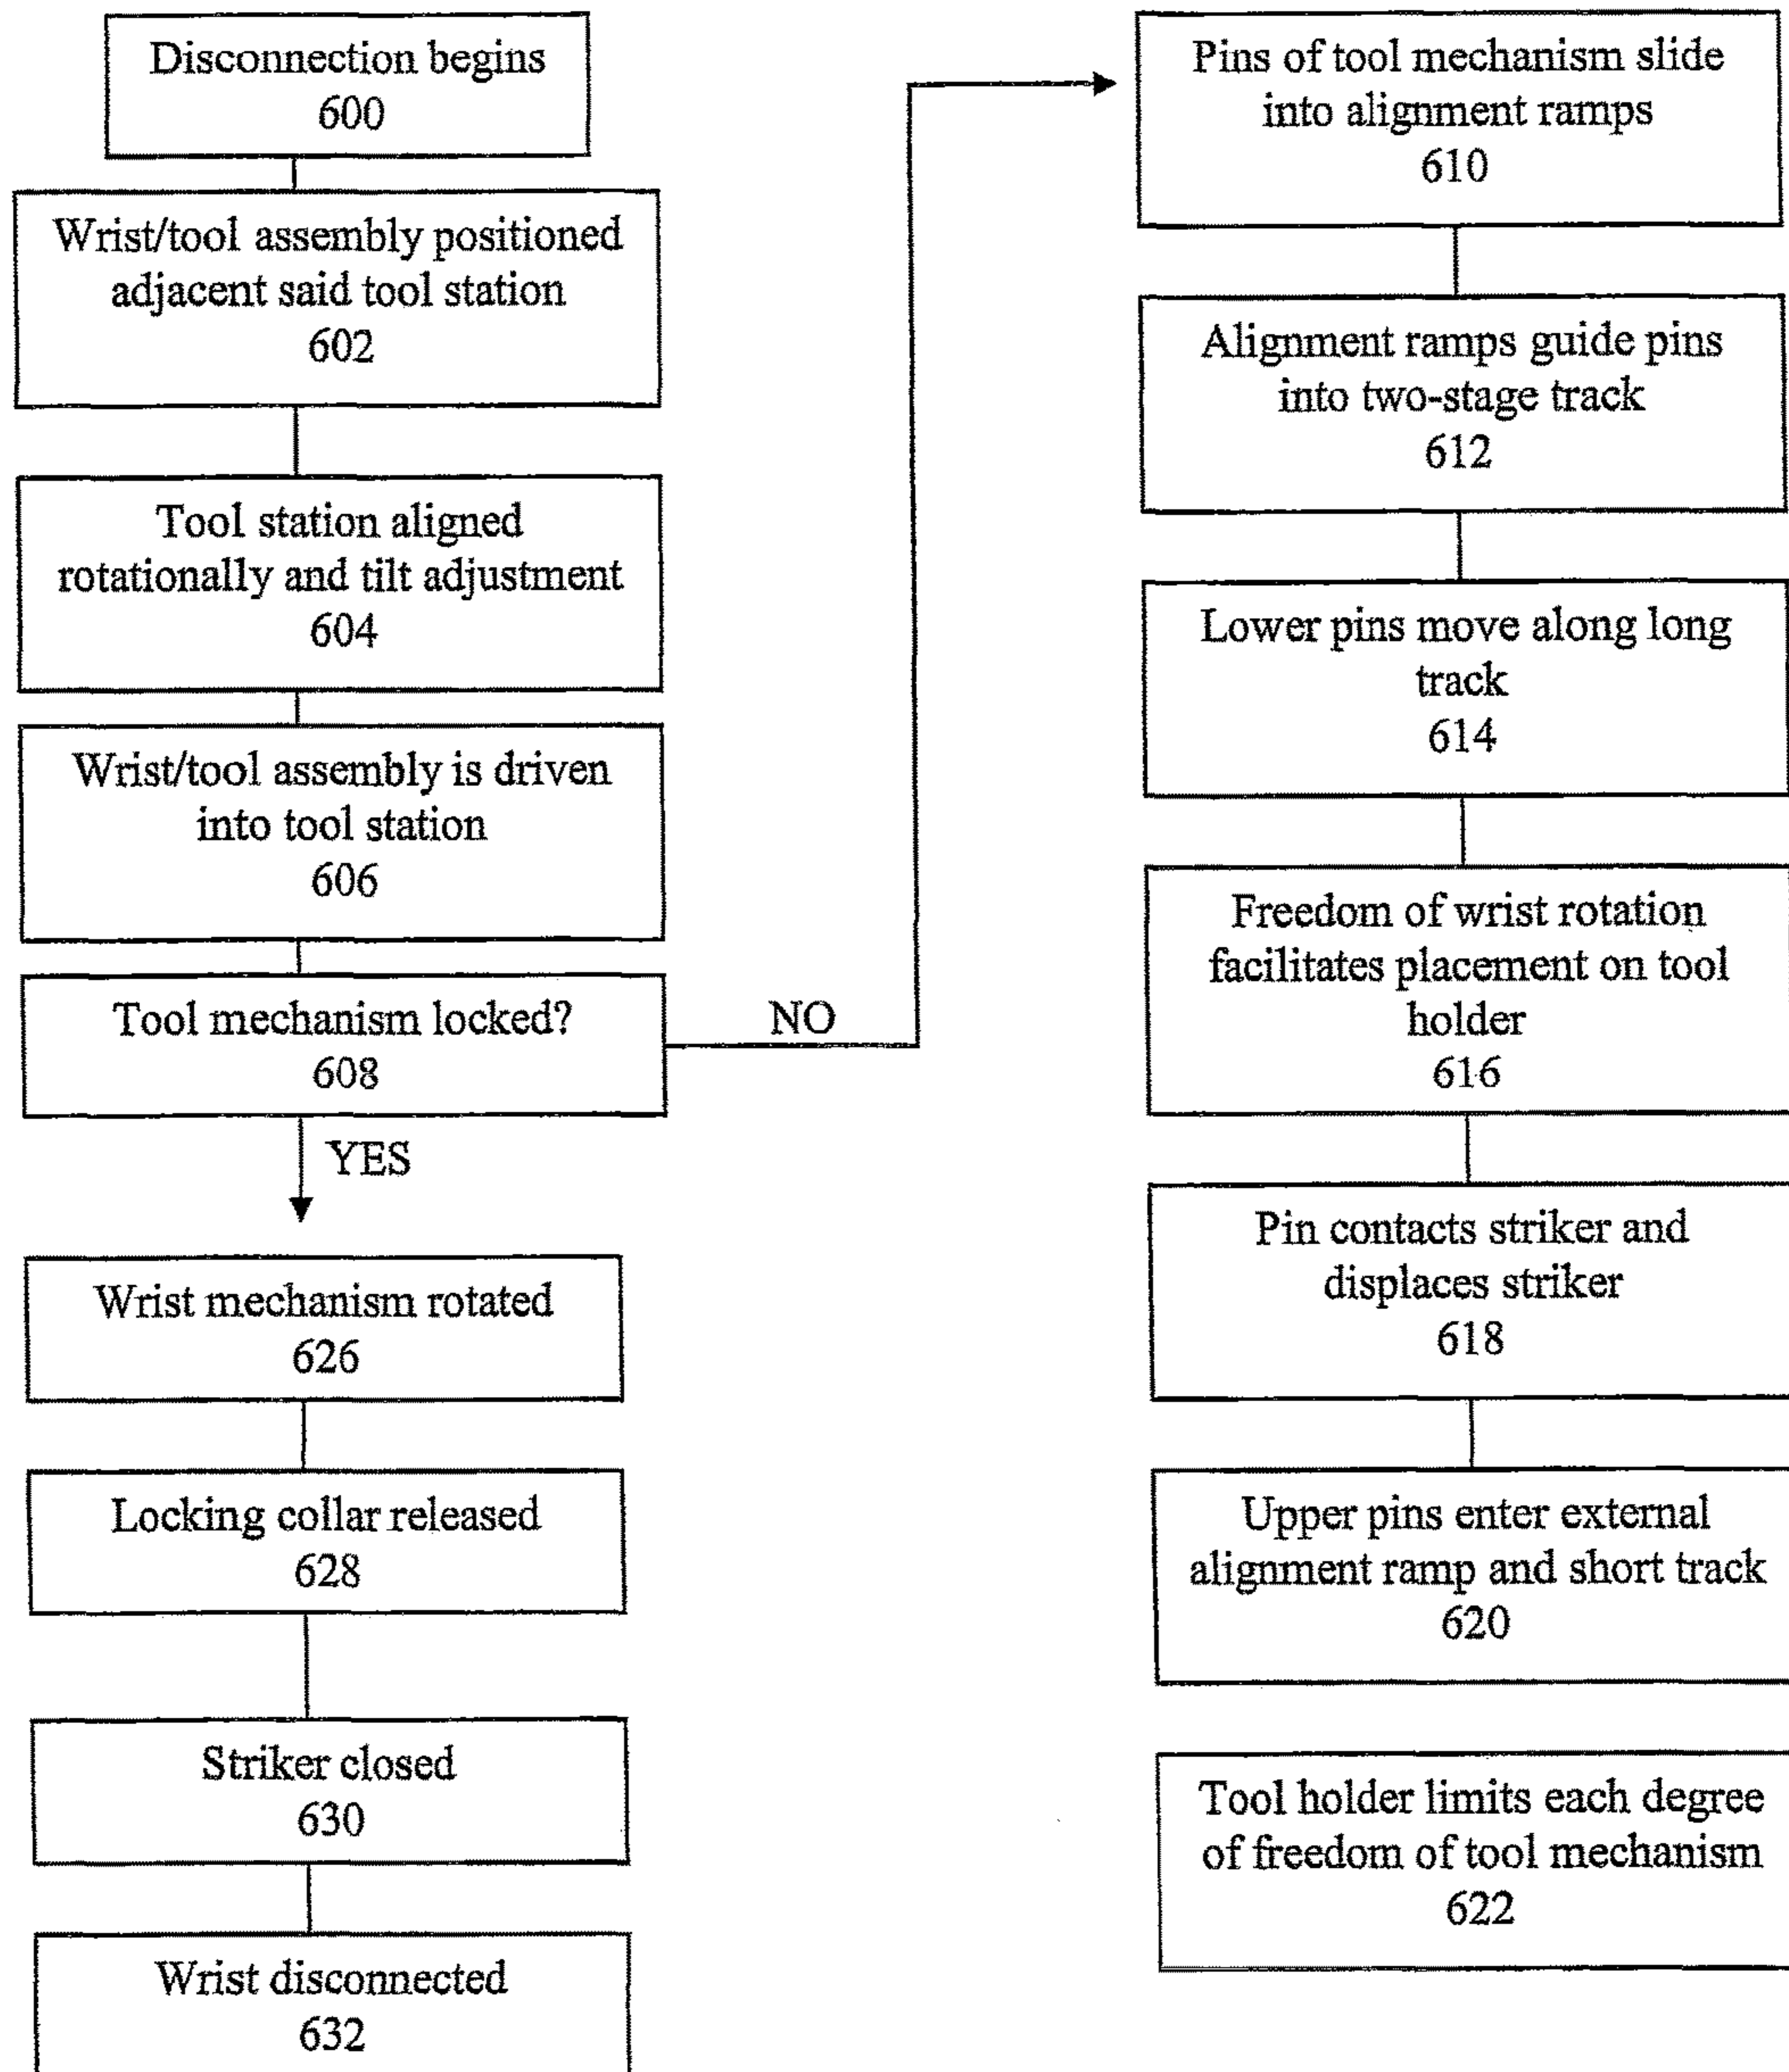 Disconnection begins
600
Wrist/tool assembly positioned
adjacent said tool station
602
Tool station aligned
rotationally and tilt adjustment
604
Wrist/tool assembly is driven
into tool station
606
Tool mechanism locked?
608
NO
YES
Wrist mechanism rotated
626
Locking collar released
628
Striker closed
630
Wrist disconnected
632
Pins of tool mechanism slide
into alignment ramps
610
Alignment ramps guide pins
into two-stage track
612
Lower pins move along long
track
614
Freedom of wrist rotation
facilitates placement on tool
holder
616
Pin contacts striker and
displaces striker
618
Upper pins enter external
alignment ramp and short track
620
Tool holder limits each degree
of freedom of tool mechanism
622